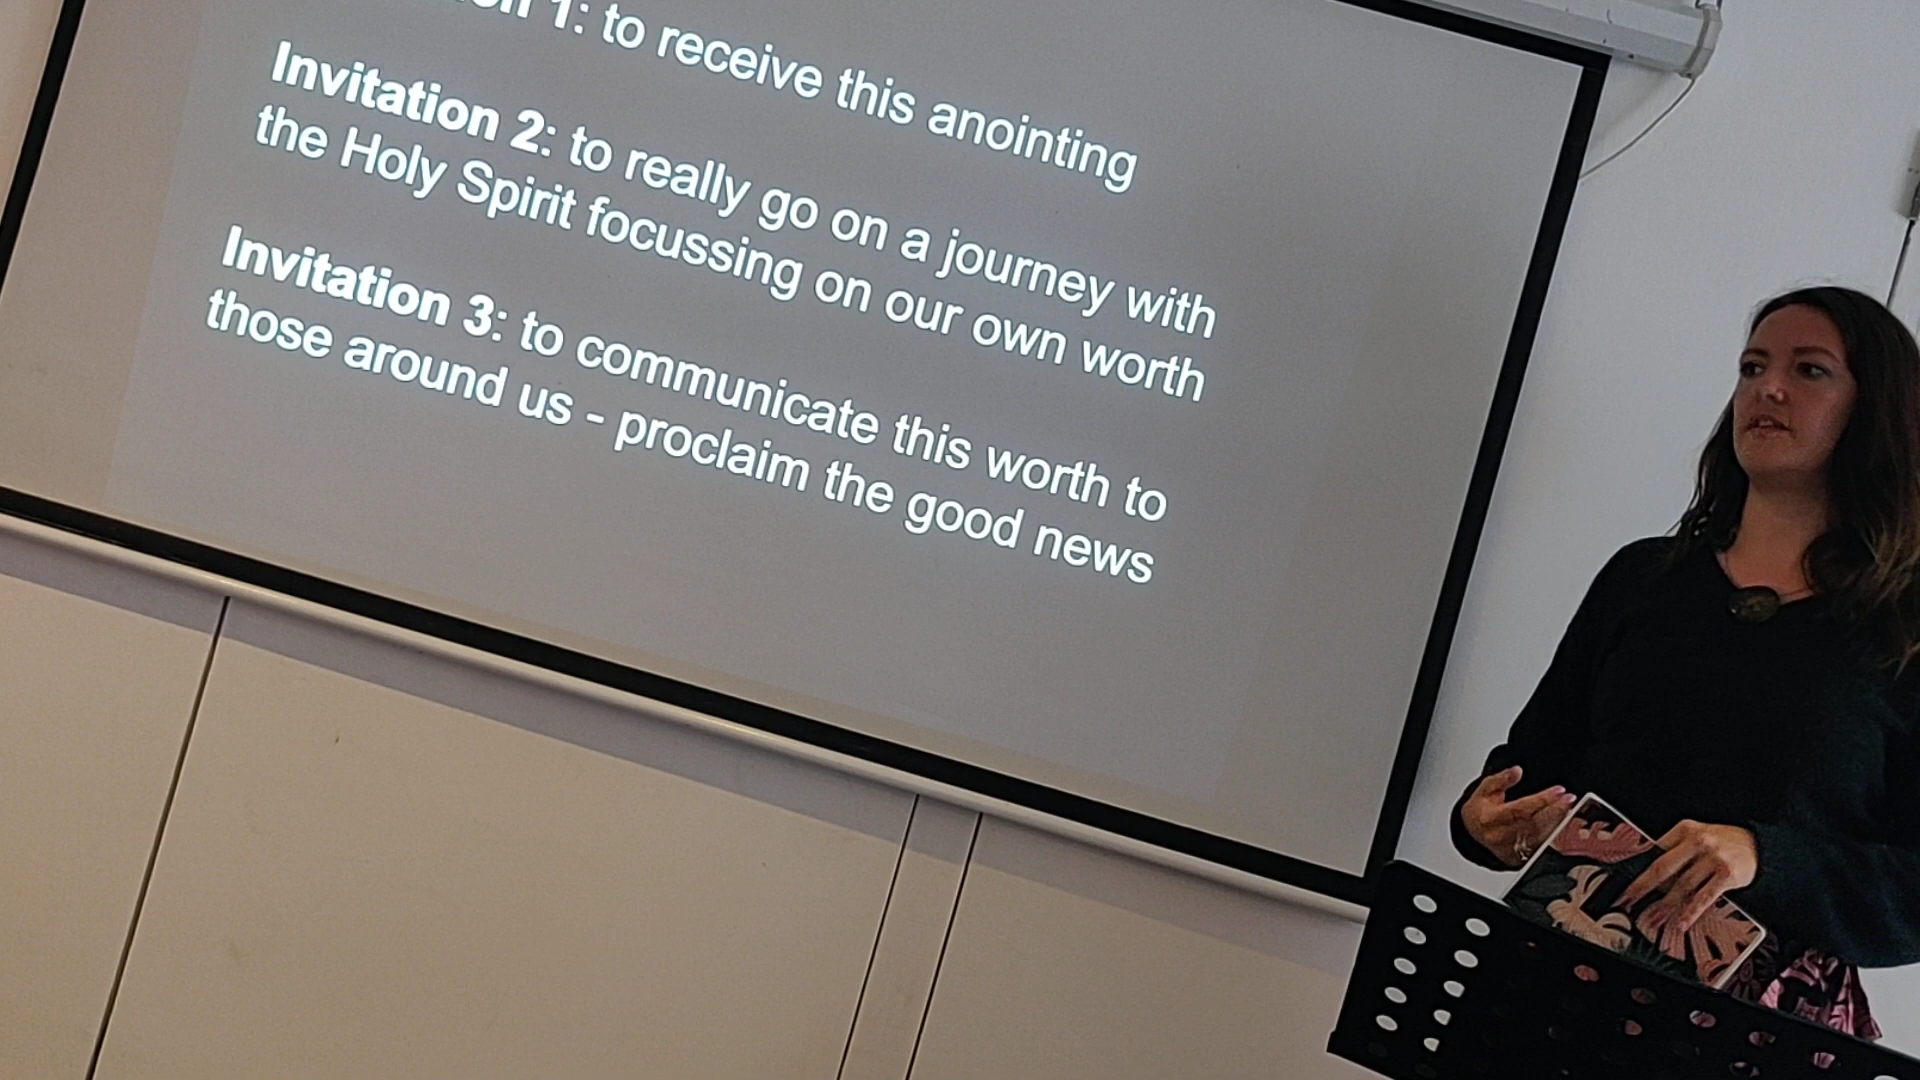 1: to receive this anointing
Invitation 2: to really go on a journey with
the Holy Spirit focussing on our own worth
Invitation 3: to communicate this worth to
those around us - proclaim the good news